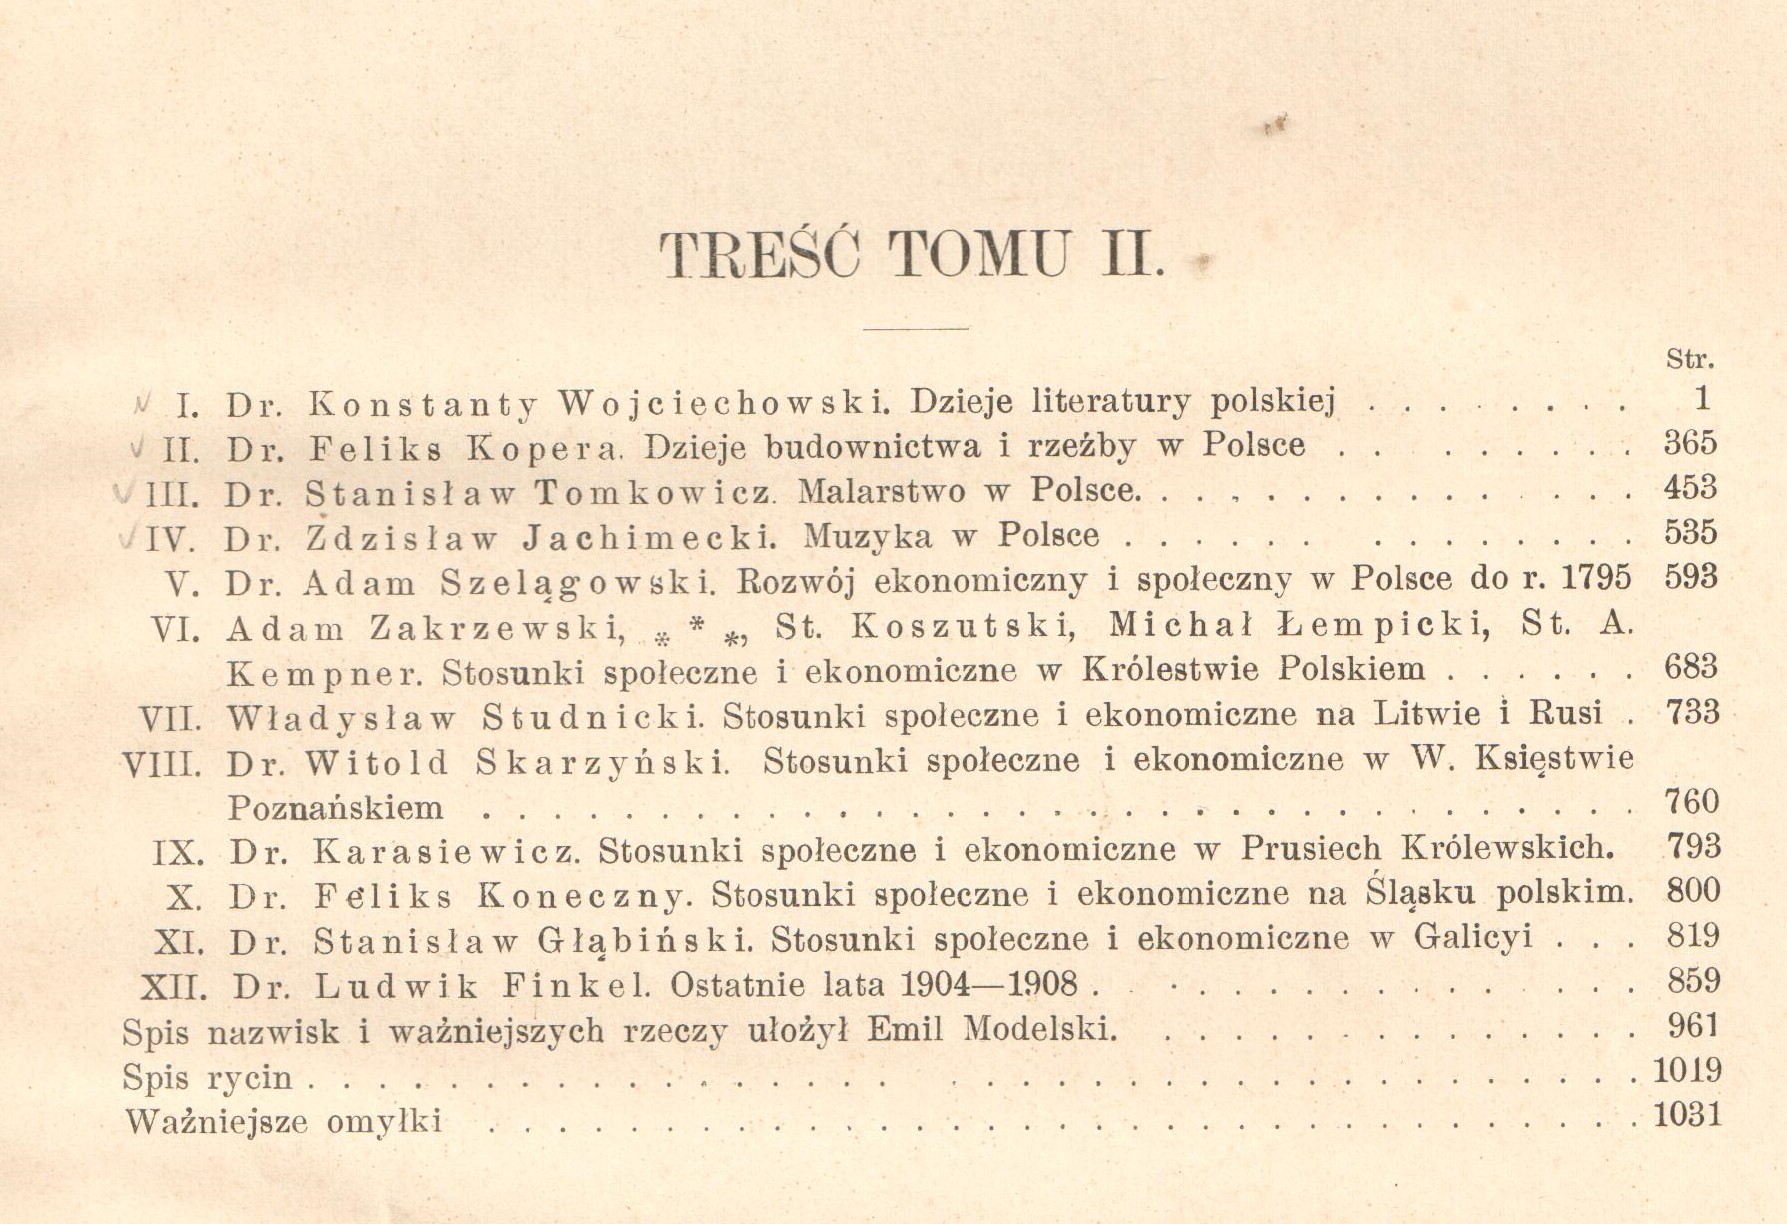 TREŚĆ TOMU II.
Str.
I. Dr. Konstanty Wojciechowski. Dzieje literatury polskiej . . . . . . . . 1
II. Dr. Feliks Kopera. Dzieje budownictwa i rzeźby w Polsce . . . . . . . . 365
III. Dr. Stanisław Tomkowicz. Malarstwo w Polsce. . . . . . . . . . . . . . 453
IV. Dr. Zdzisław Jachimecki. Muzyka w Polsce . . . . . . . . . . . . . . 535
V. Dr. Adam Szelągowski. Rozwój ekonomiczny i społeczny w Polsce do r. 1795 593
VI. Adam Zakrzewski, * * *, St. Koszutski, Michał Łempicki, St. A.
Kempner. Stosunki społeczne i ekonomiczne w Królestwie Polskiem . . . . . . 683
VII. Władysław Studnicki. Stosunki społeczne i ekonomiczne na Litwie i Rusi . 733
VIII. Dr. Witold Skarzyński. Stosunki społeczne i ekonomiczne w W. Księstwie
Poznańskiem . . . . . . . . . . . . . . . . . . . . . . . . . . . . . . . . . 760
IX. Dr. Karasiewicz. Stosunki społeczne i ekonomiczne w Prusiech Królewskich. 793
X. Dr. Feliks Koneczny. Stosunki społeczne i ekonomiczne na Śląsku polskim. 800
XI. Dr. Stanisław Głąbiński. Stosunki społeczne i ekonomiczne w Galicyi . . . 819
XII. Dr. Ludwik Finkel. Ostatnie lata 1904—1908 . . . . . . . . . . . . . . . 859
Spis nazwisk i ważniejszych rzeczy ułożył Emil Modelski. . . . . . . . . . . . . . . 961
Spis rycin . . . . . . . . . . . . . . . . . . . . . . . . . . . . . . . . . . . . . 1019
Ważniejsze omyłki . . . . . . . . . . . . . . . . . . . . . . . . . . . . . . . . . 1031